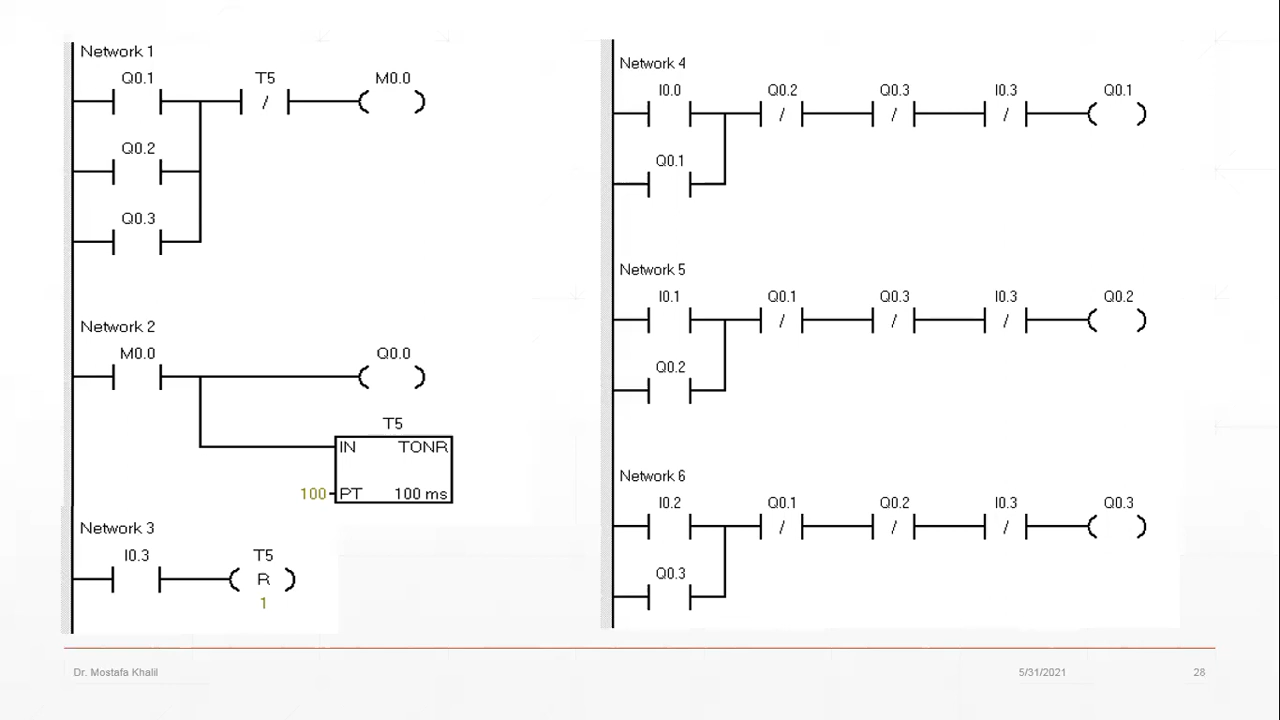 Network 1
Q0.1 T5 M0.0
/
Q0.2
Q0.3
Network 2
M0.0 Q0.0
T5
IN TONR
100 PT 100 ms
Network 3
I0.3 T5
R
1
Network 4
I0.0 Q0.2 Q0.3 I0.3 Q0.1
/ / /
Q0.1
Network 5
I0.1 Q0.1 Q0.3 I0.3 Q0.2
/ / /
Q0.2
Network 6
I0.2 Q0.1 Q0.2 I0.3 Q0.3
/ / /
Q0.3
Dr. Mostafa Khalil 5/31/2021 28